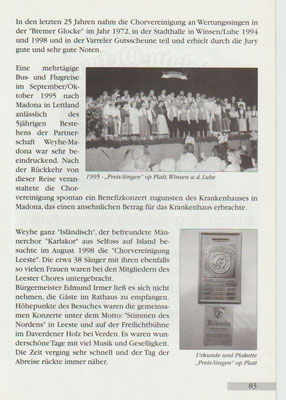 In den letzten 25 Jahren nahm die Chorvereinigung an Wertungssingen in
der "Bremer Glocke" im Jahr 1972, in der Stadthalle in Winsen/Luhe 1994
und 1998 und in der Varreler Gutsscheune teil und erhielt durch die Jury
gute und sehr gute Noten.
Eine mehrtägige
Bus- und Flugreise
im September/Ok-
tober 1995 nach
Madona in Lettland
anlässlich des
5jährigen Beste-
hens der Partner-
schaft Weyhe-Ma-
dona war sehr be-
eindruckend. Nach
der Rückkehr von
dieser Reise veran-
staltete die Chor-
vereinigung spontan ein Benefizkonzert zugunsten des Krankenhauses in
Madona, das einen ansehnlichen Betrag für das Krankenhaus erbrachte.
1995 - „Preis-Singen" op Platt, Winsen a. d. Luhe
Weyhe ganz "Isländisch", der befreundete Män-
nerchor "Karlakor" aus Selfoss auf Island be-
suchte im August 1998 die "Chorvereinigung
Leeste". Die etwa 38 Sänger mit ihren ebenfalls
so vielen Frauen waren bei den Mitgliedern des
Leester Chores untergebracht.
Bürgermeister Edmund Irmer ließ es sich nicht
nehmen, die Gäste im Rathaus zu empfangen.
Höhepunkte des Besuches waren die gemeinsa-
men Konzerte unter dem Motto: "Stimmen des
Nordens" in Leeste und auf der Freilichtbühne
im Daverdener Holz bei Verden. Es waren wun-
derschöne Tage mit viel Musik und Geselligkeit.
Die Zeit verging sehr schnell und der Tag der
Abreise rückte immer näher.
Urkunde
Urkunde und Plakette
„Preis-Singen" op Platt
83